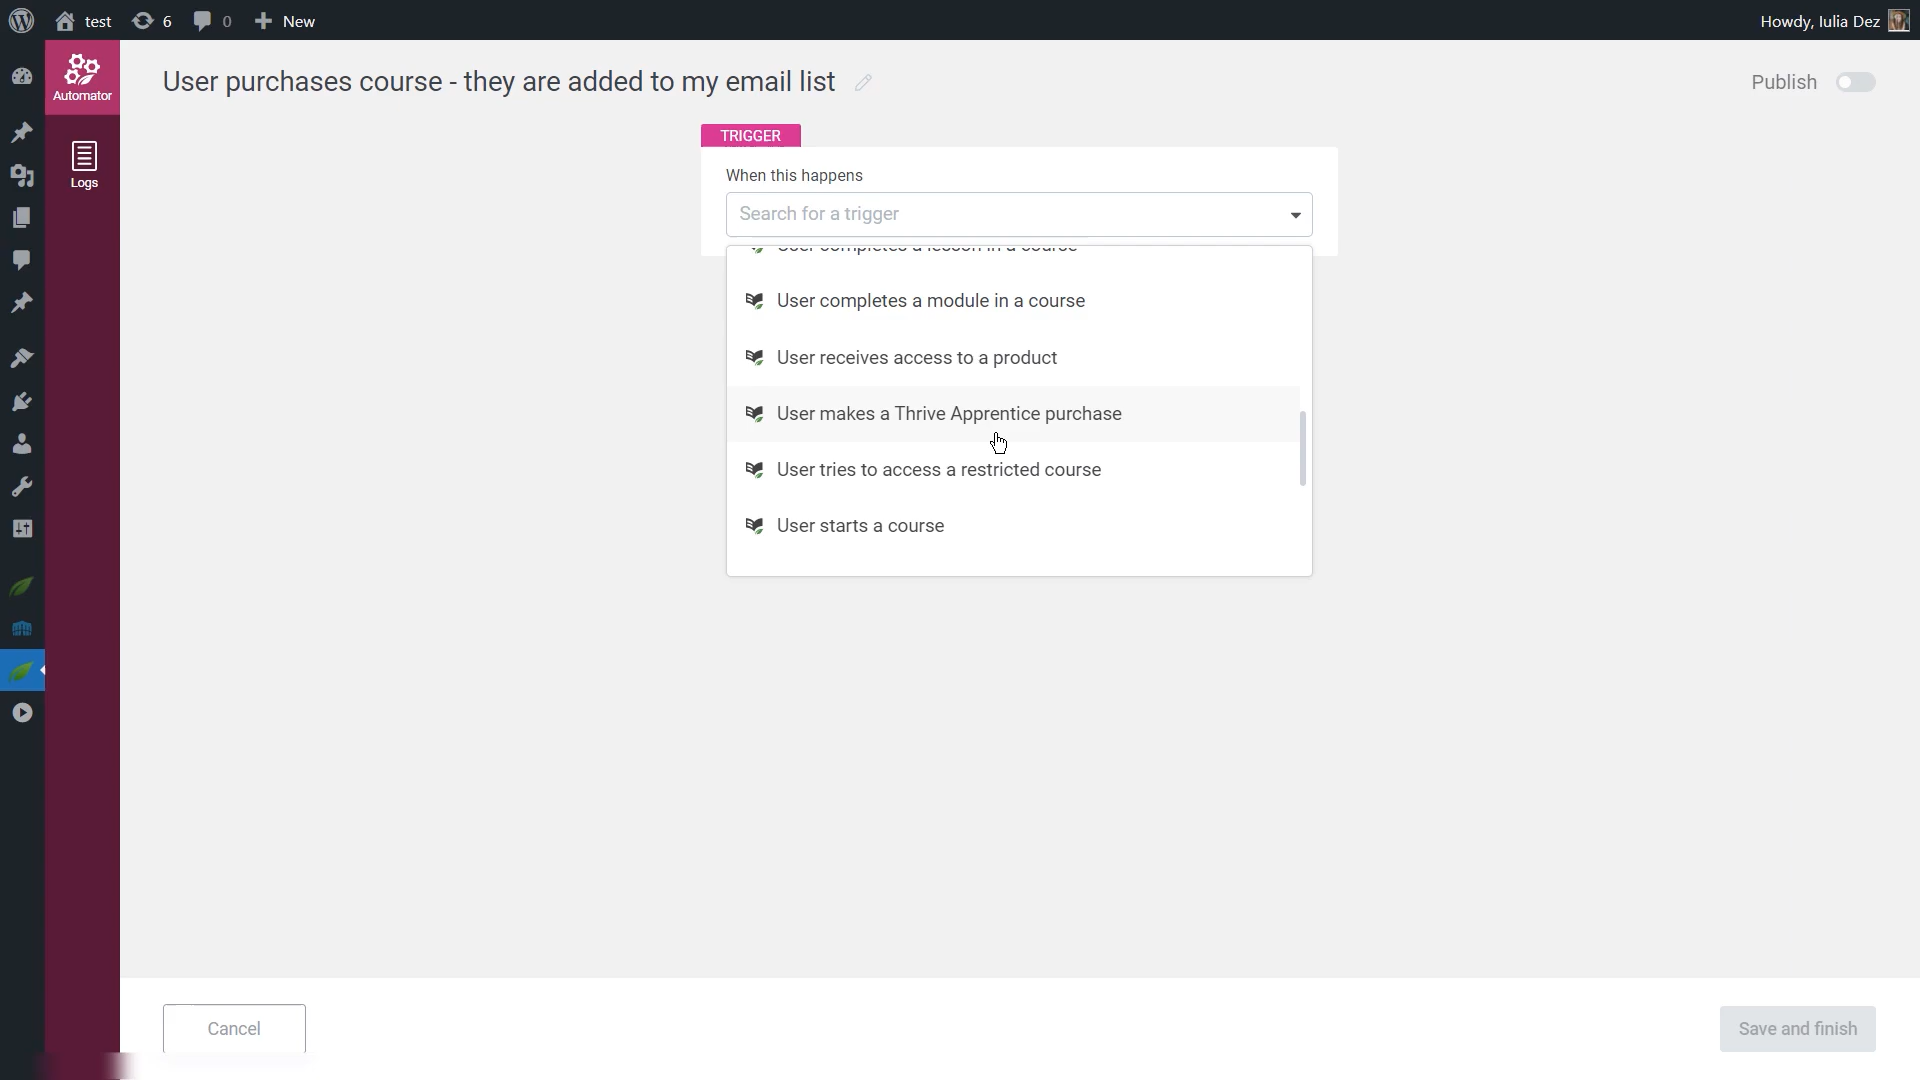 test
6
0
New
Howdy, Iulia Dez
Automator
Logs
User purchases course - they are added to my email list
Publish
TRIGGER
When this happens
Search for a trigger
User completes a lesson in a course
User completes a module in a course
User receives access to a product
User makes a Thrive Apprentice purchase
User tries to access a restricted course
User starts a course
Cancel
Save and finish